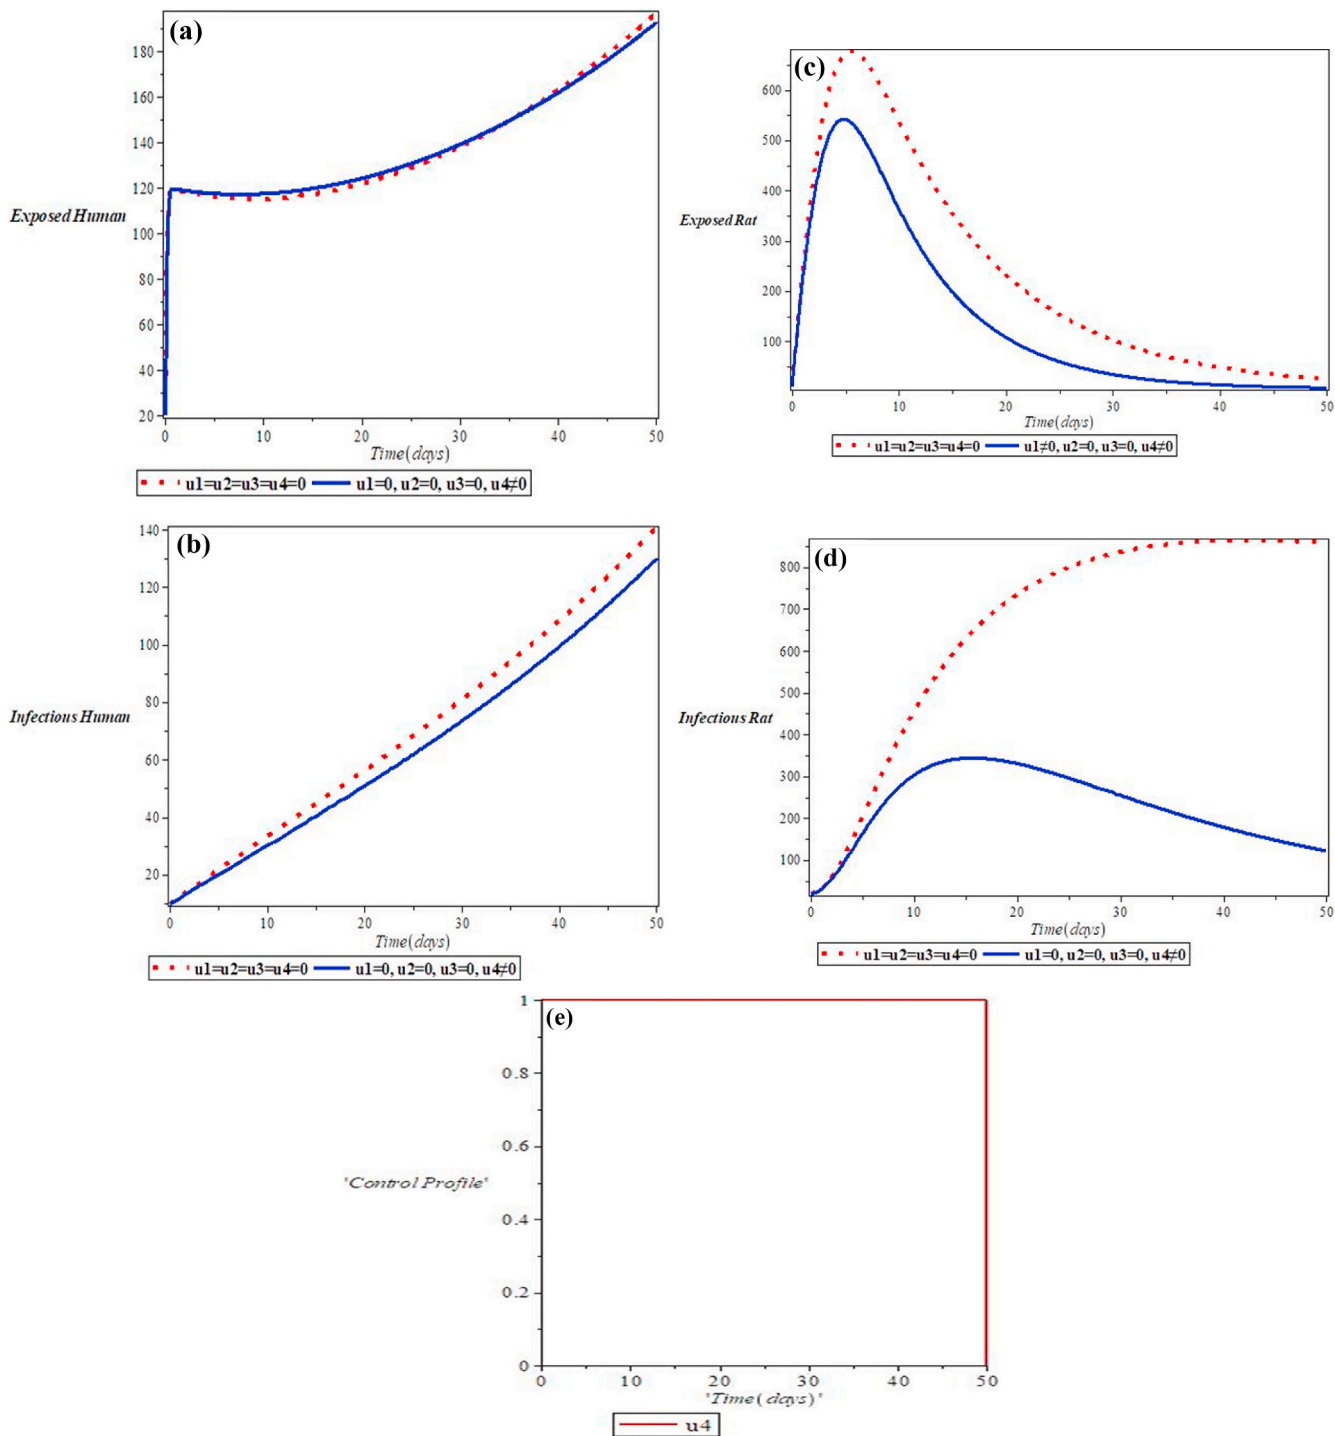 (a)
180
160
140
120
Exposed Human
100
80
60
40
20
0 10 20 30 40 50
Time(days)
u1=u2=u3=u4=0 u1=0, u2=0, u3=0, u4≠0
(c)
600
500
400
300
Exposed Rat
200
100
0 10 20 30 40 50
Time(days)
u1=u2=u3=u4=0 u1≠0, u2=0, u3=0, u4≠0
(b)
140
120
100
80
Infectious Human
60
40
20
0 10 20 30 40 50
Time(days)
u1=u2=u3=u4=0 u1=0, u2=0, u3=0, u4≠0
(d)
800
700
600
500
Infectious Rat
400
300
200
100
0 10 20 30 40 50
Time(days)
u1=u2=u3=u4=0 u1=0, u2=0, u3=0, u4≠0
(e)
1
0.8
0.6
'Control Profile'
0.4
0.2
0
0 10 20 30 40 50
'Time(days)'
u4